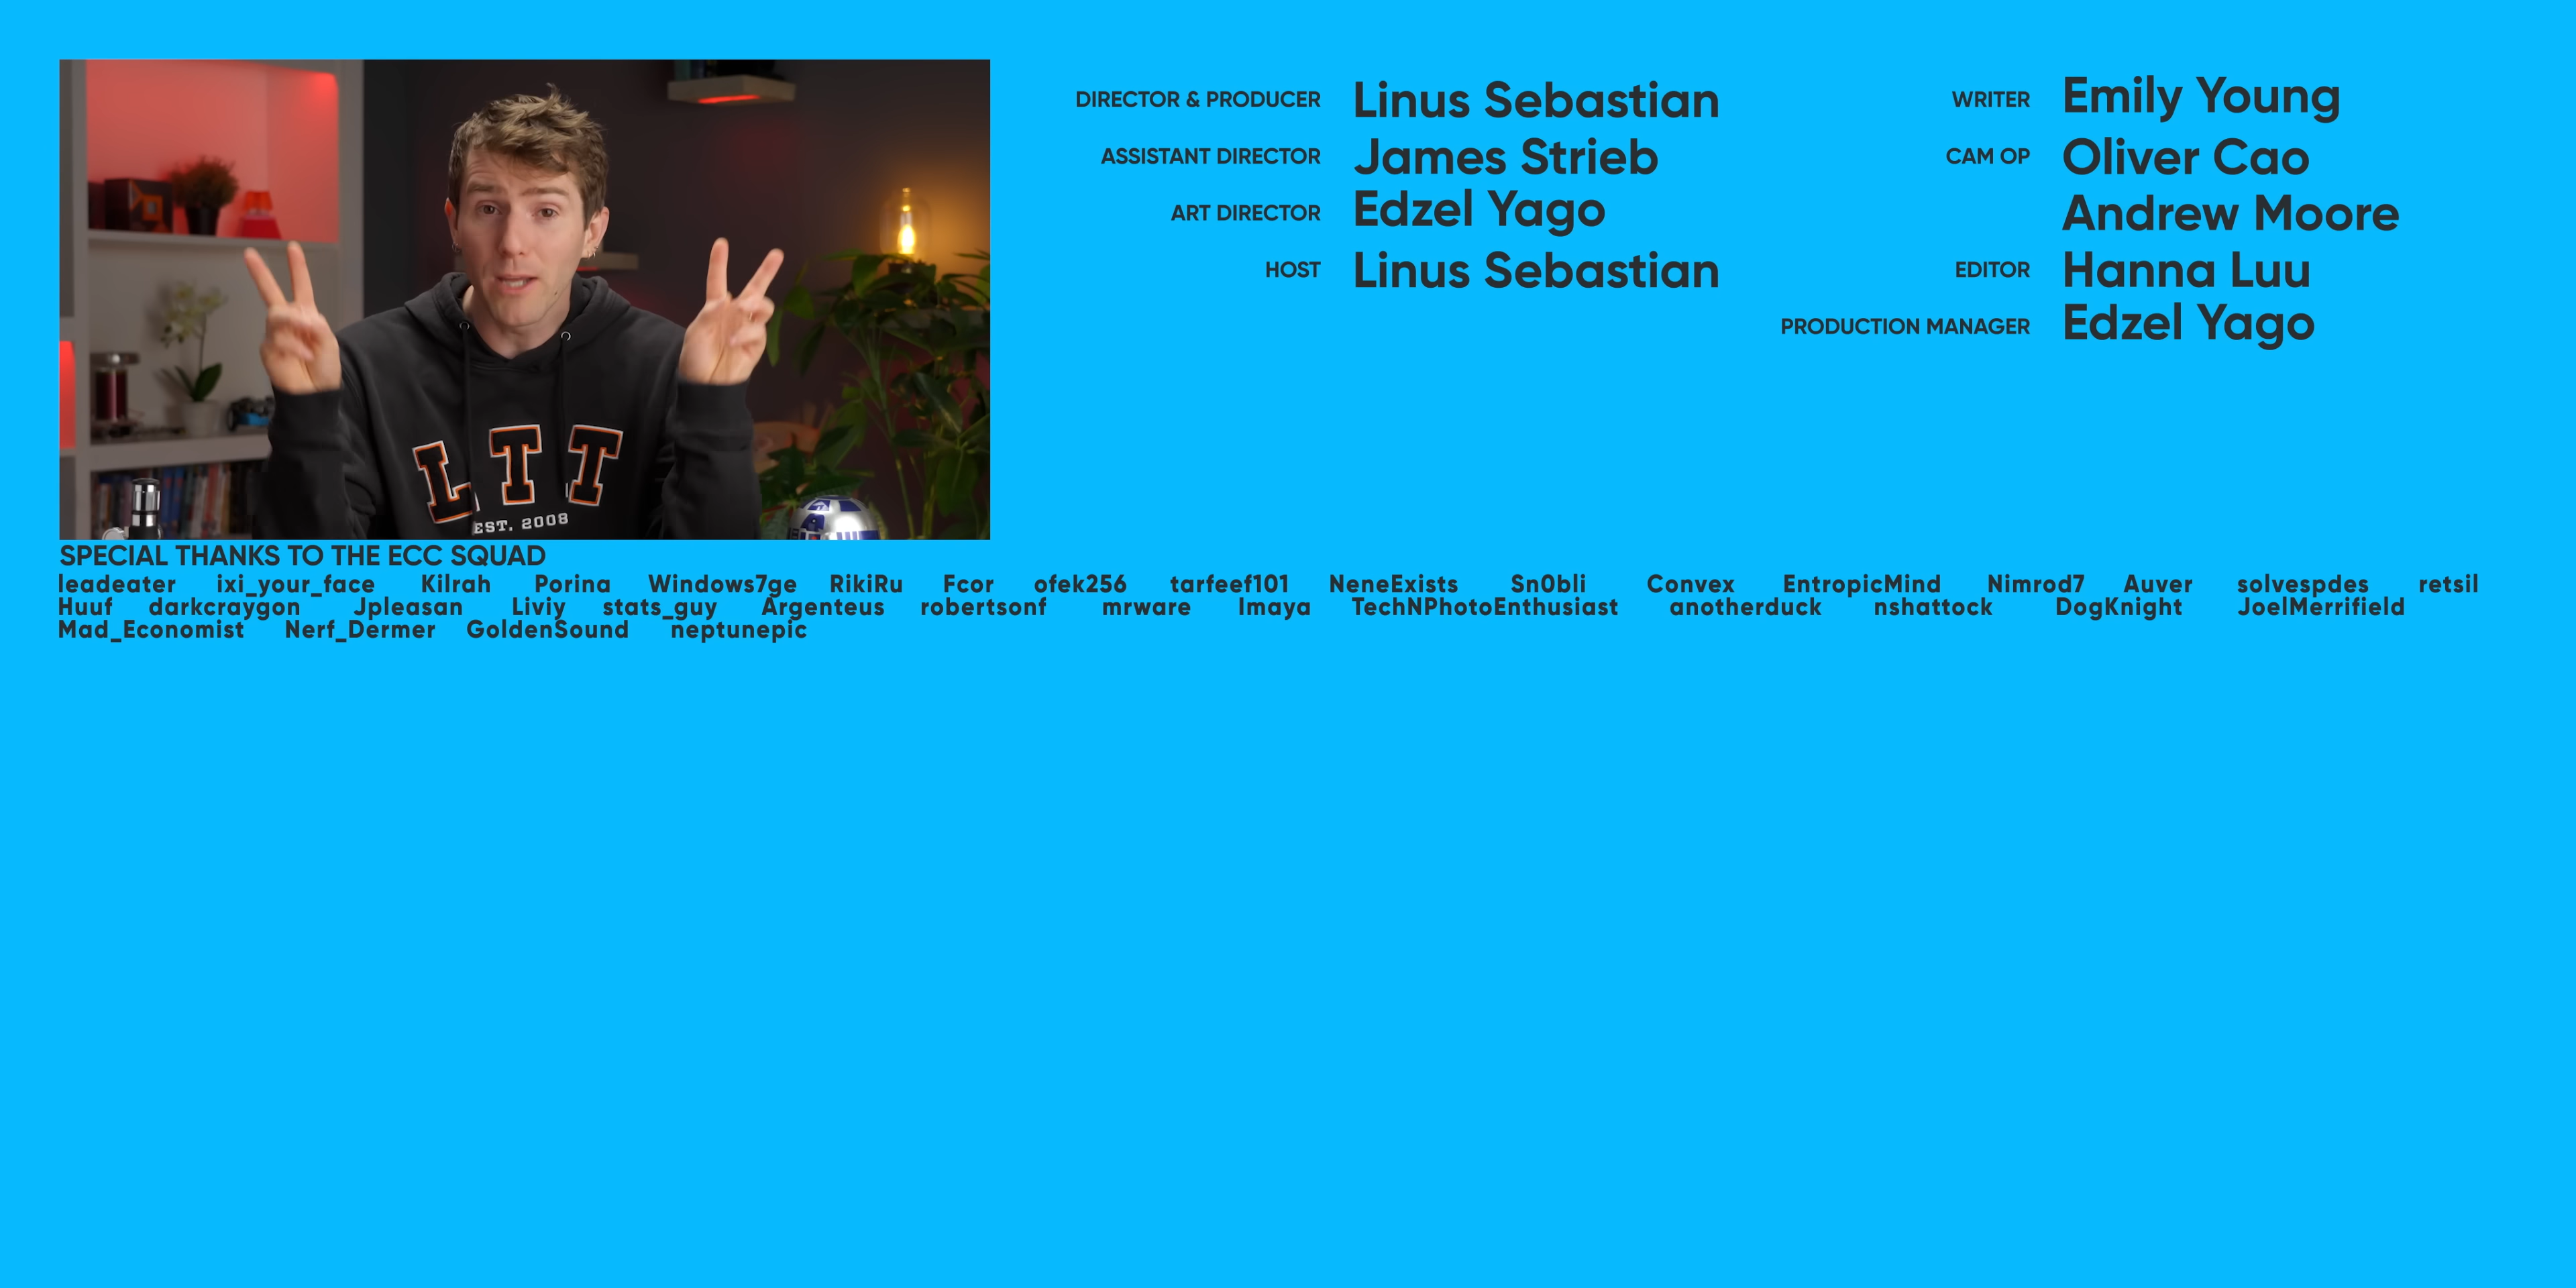 DIRECTOR & PRODUCER Linus Sebastian
ASSISTANT DIRECTOR James Strieb
ART DIRECTOR Edzel Yago
HOST Linus Sebastian
WRITER Emily Young
CAM OP Oliver Cao
Andrew Moore
EDITOR Hanna Luu
PRODUCTION MANAGER Edzel Yago
LTT
EST. 2008
SPECIAL THANKS TO THE ECC SQUAD
leadeater ixi_your_face Kilrah Porina Windows7ge RikiRu Fcor ofek256 tarfeef101 NeneExists Sn0bli Convex EntropicMind Nimrod7 Auver solvespdes retsil
Huuf darkcraygon Jpleasan Liviy stats_guy Argenteus robertsonf mrware Imaya TechNPhotoEnthusiast anotherduck nshattock DogKnight JoelMerrifield
Mad_Economist Nerf_Dermer GoldenSound neptunepic